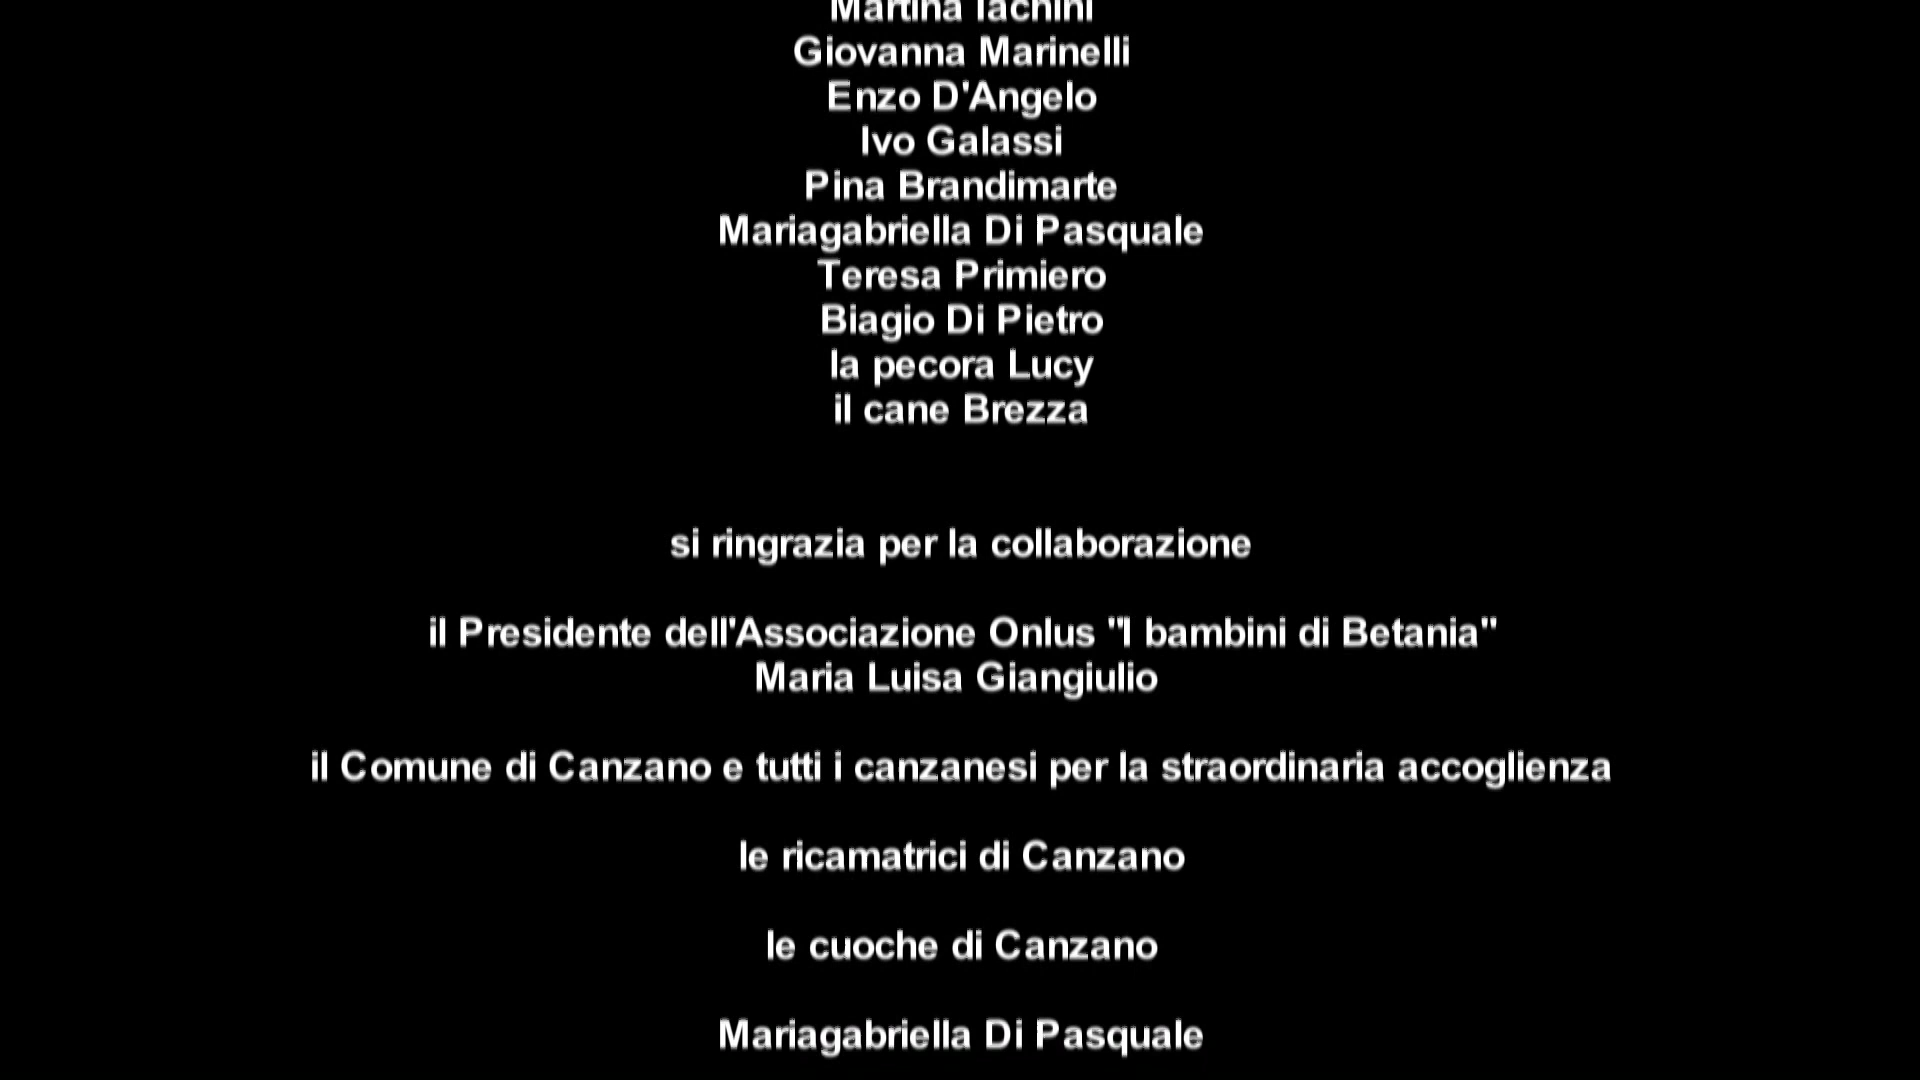 Martina Iachini
Giovanna Marinelli
Enzo D'Angelo
Ivo Galassi
Pina Brandimarte
Mariagabriella Di Pasquale
Teresa Primiero
Biagio Di Pietro
la pecora Lucy
il cane Brezza
si ringrazia per la collaborazione
il Presidente dell'Associazione Onlus "I bambini di Betania"
Maria Luisa Giangiulio
il Comune di Canzano e tutti i canzanesi per la straordinaria accoglienza
le ricamatrici di Canzano
le cuoche di Canzano
Mariagabriella Di Pasquale